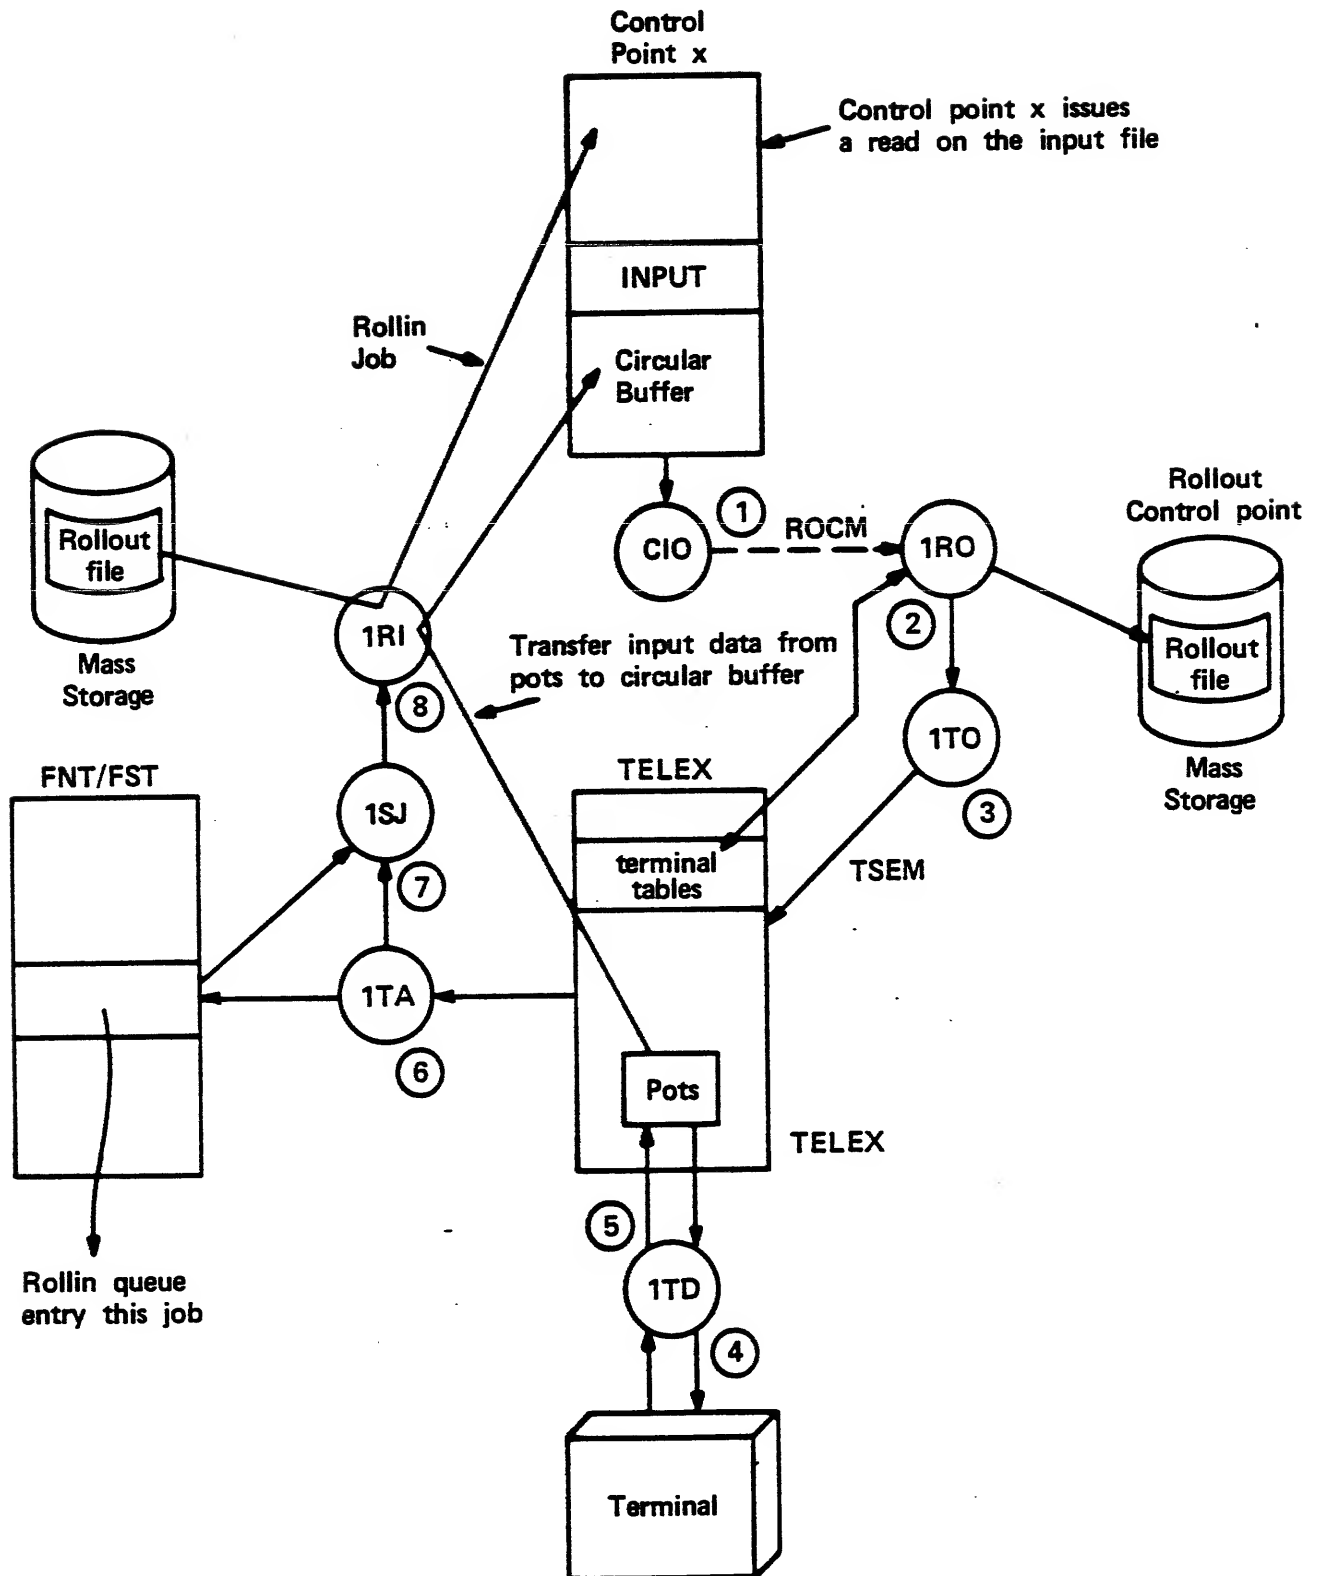 Control
Point x
Control point x issues
a read on the input file
INPUT
Rollin
Job
Circular
Buffer
Rollout
Control point
1
ROCM
CIO
1RO
Rollout
file
2
1RI
Transfer input data from
pots to circular buffer
Rollout
file
Mass
Storage
8
1TO
FNT/FST
TELEX
Mass
Storage
1SJ
3
terminal
tables
TSEM
7
1TA
6
Pots
TELEX
5
Rollin queue
entry this job
1TD
4
Terminal